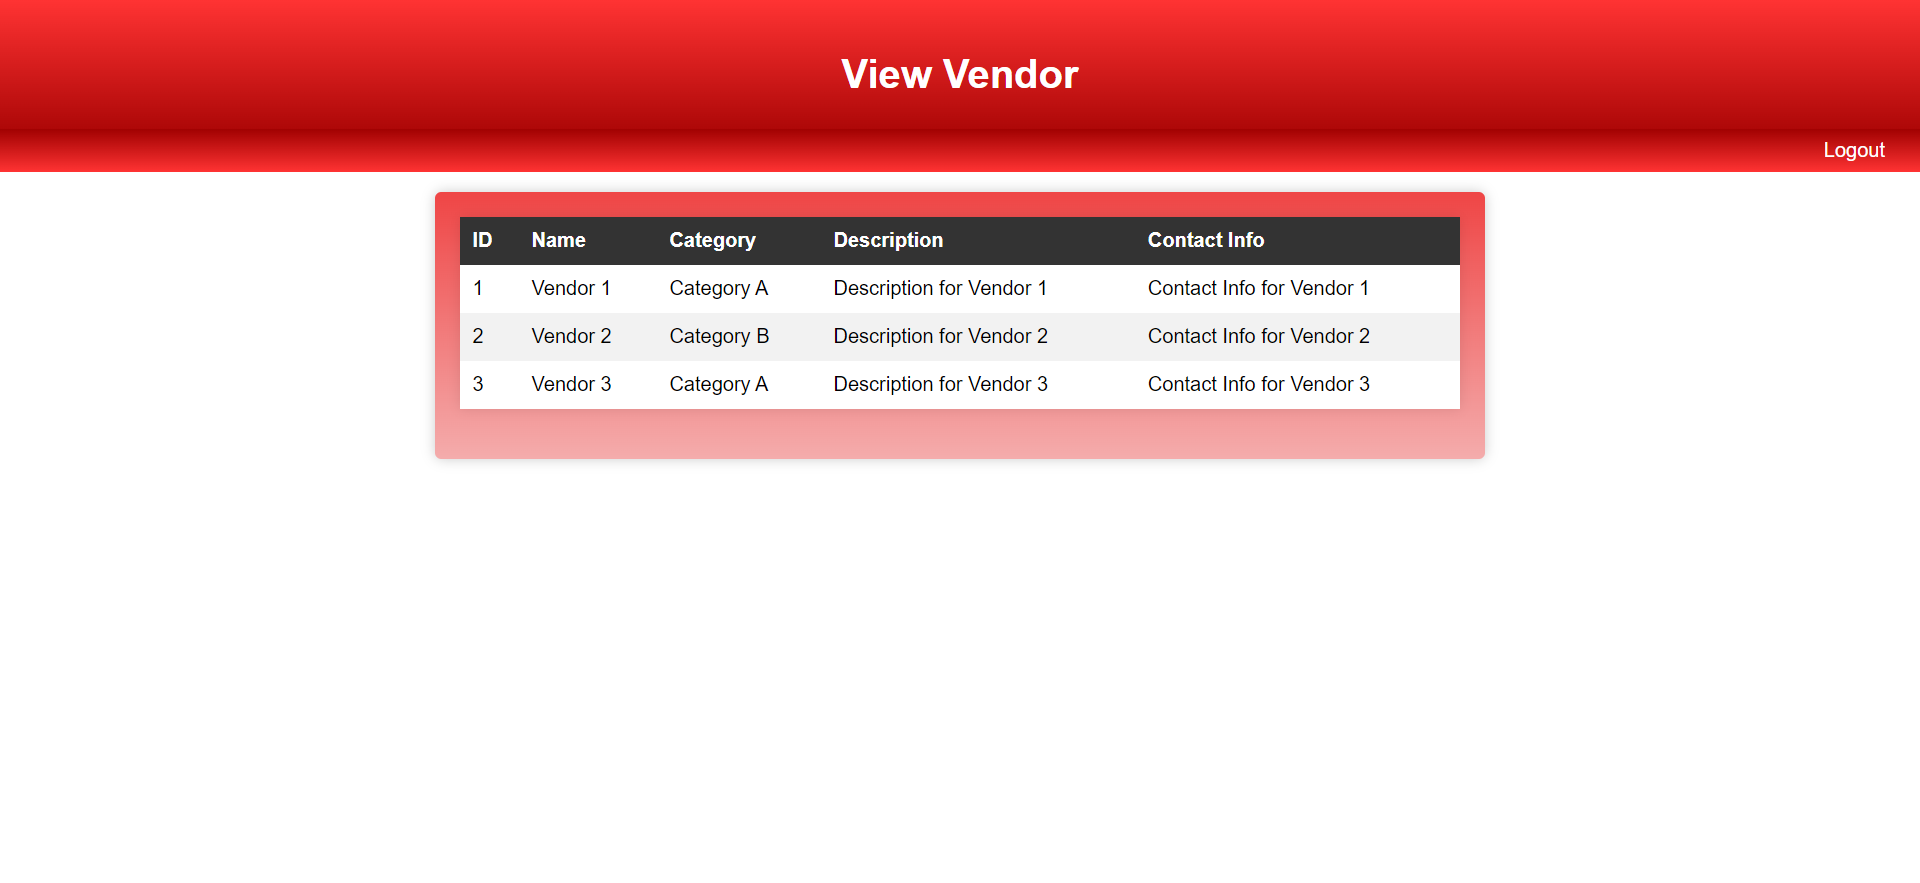 View Vendor
Logout
ID Name Category Description Contact Info
1 Vendor 1 Category A Description for Vendor 1 Contact Info for Vendor 1
2 Vendor 2 Category B Description for Vendor 2 Contact Info for Vendor 2
3 Vendor 3 Category A Description for Vendor 3 Contact Info for Vendor 3